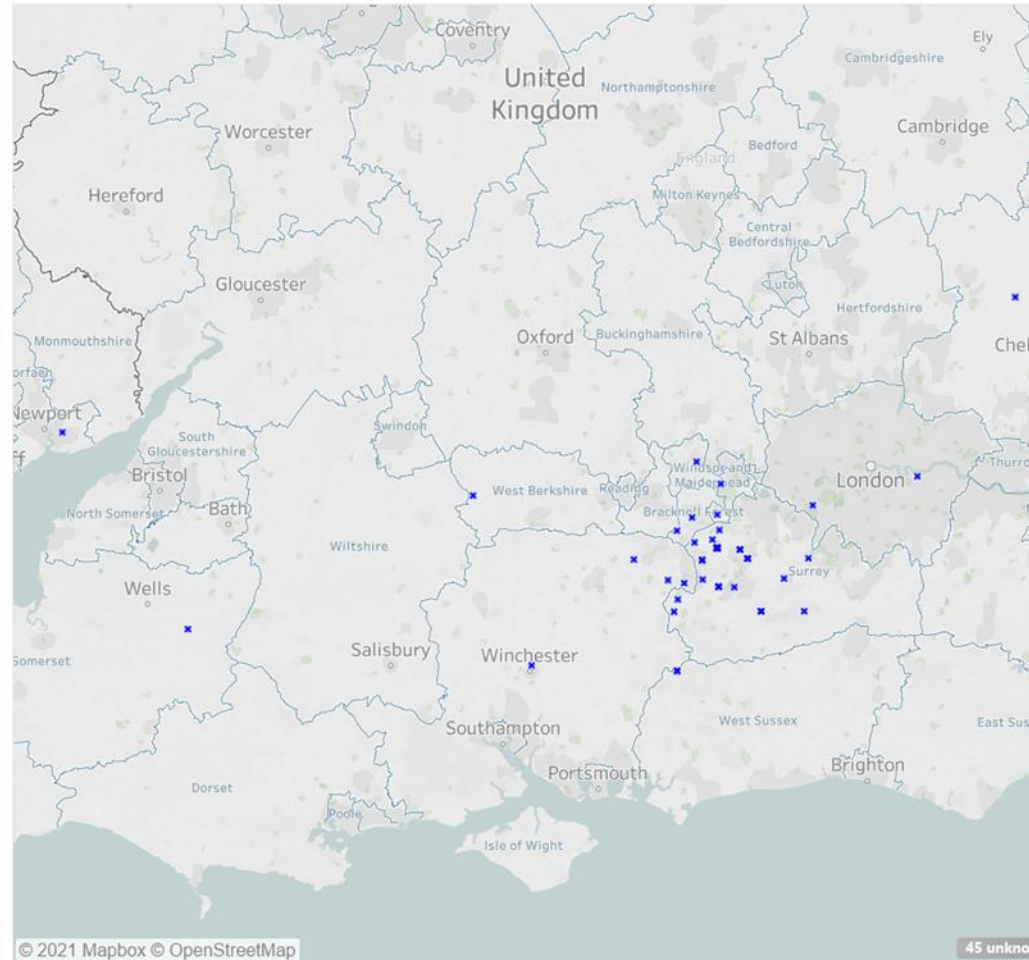 Coventry
Ely
Cambridgeshire
United
Kingdom
Northamptonshire
Worcester
Cambridge
Bedford
England
Hereford
Milton Keynes
Central
Bedfordshire
Gloucester
Luton
Hertfordshire
Monmouthshire
Oxford
Buckinghamshire
St Albans
Chel
orfaen
Newport
Swindon
South
Gloucestershire
ff
Bristol
Windsor and
Maidenhead
London
Thurro
West Berkshire
Reading
North Somerset
Bath
Bracknell Forest
Wiltshire
Surrey
Wells
Salisbury
Winchester
Somerset
Southampton
West Sussex
East Sus
Portsmouth
Brighton
Dorset
Poole
Isle of Wight
© 2021 Mapbox © OpenStreetMap
45 unkno